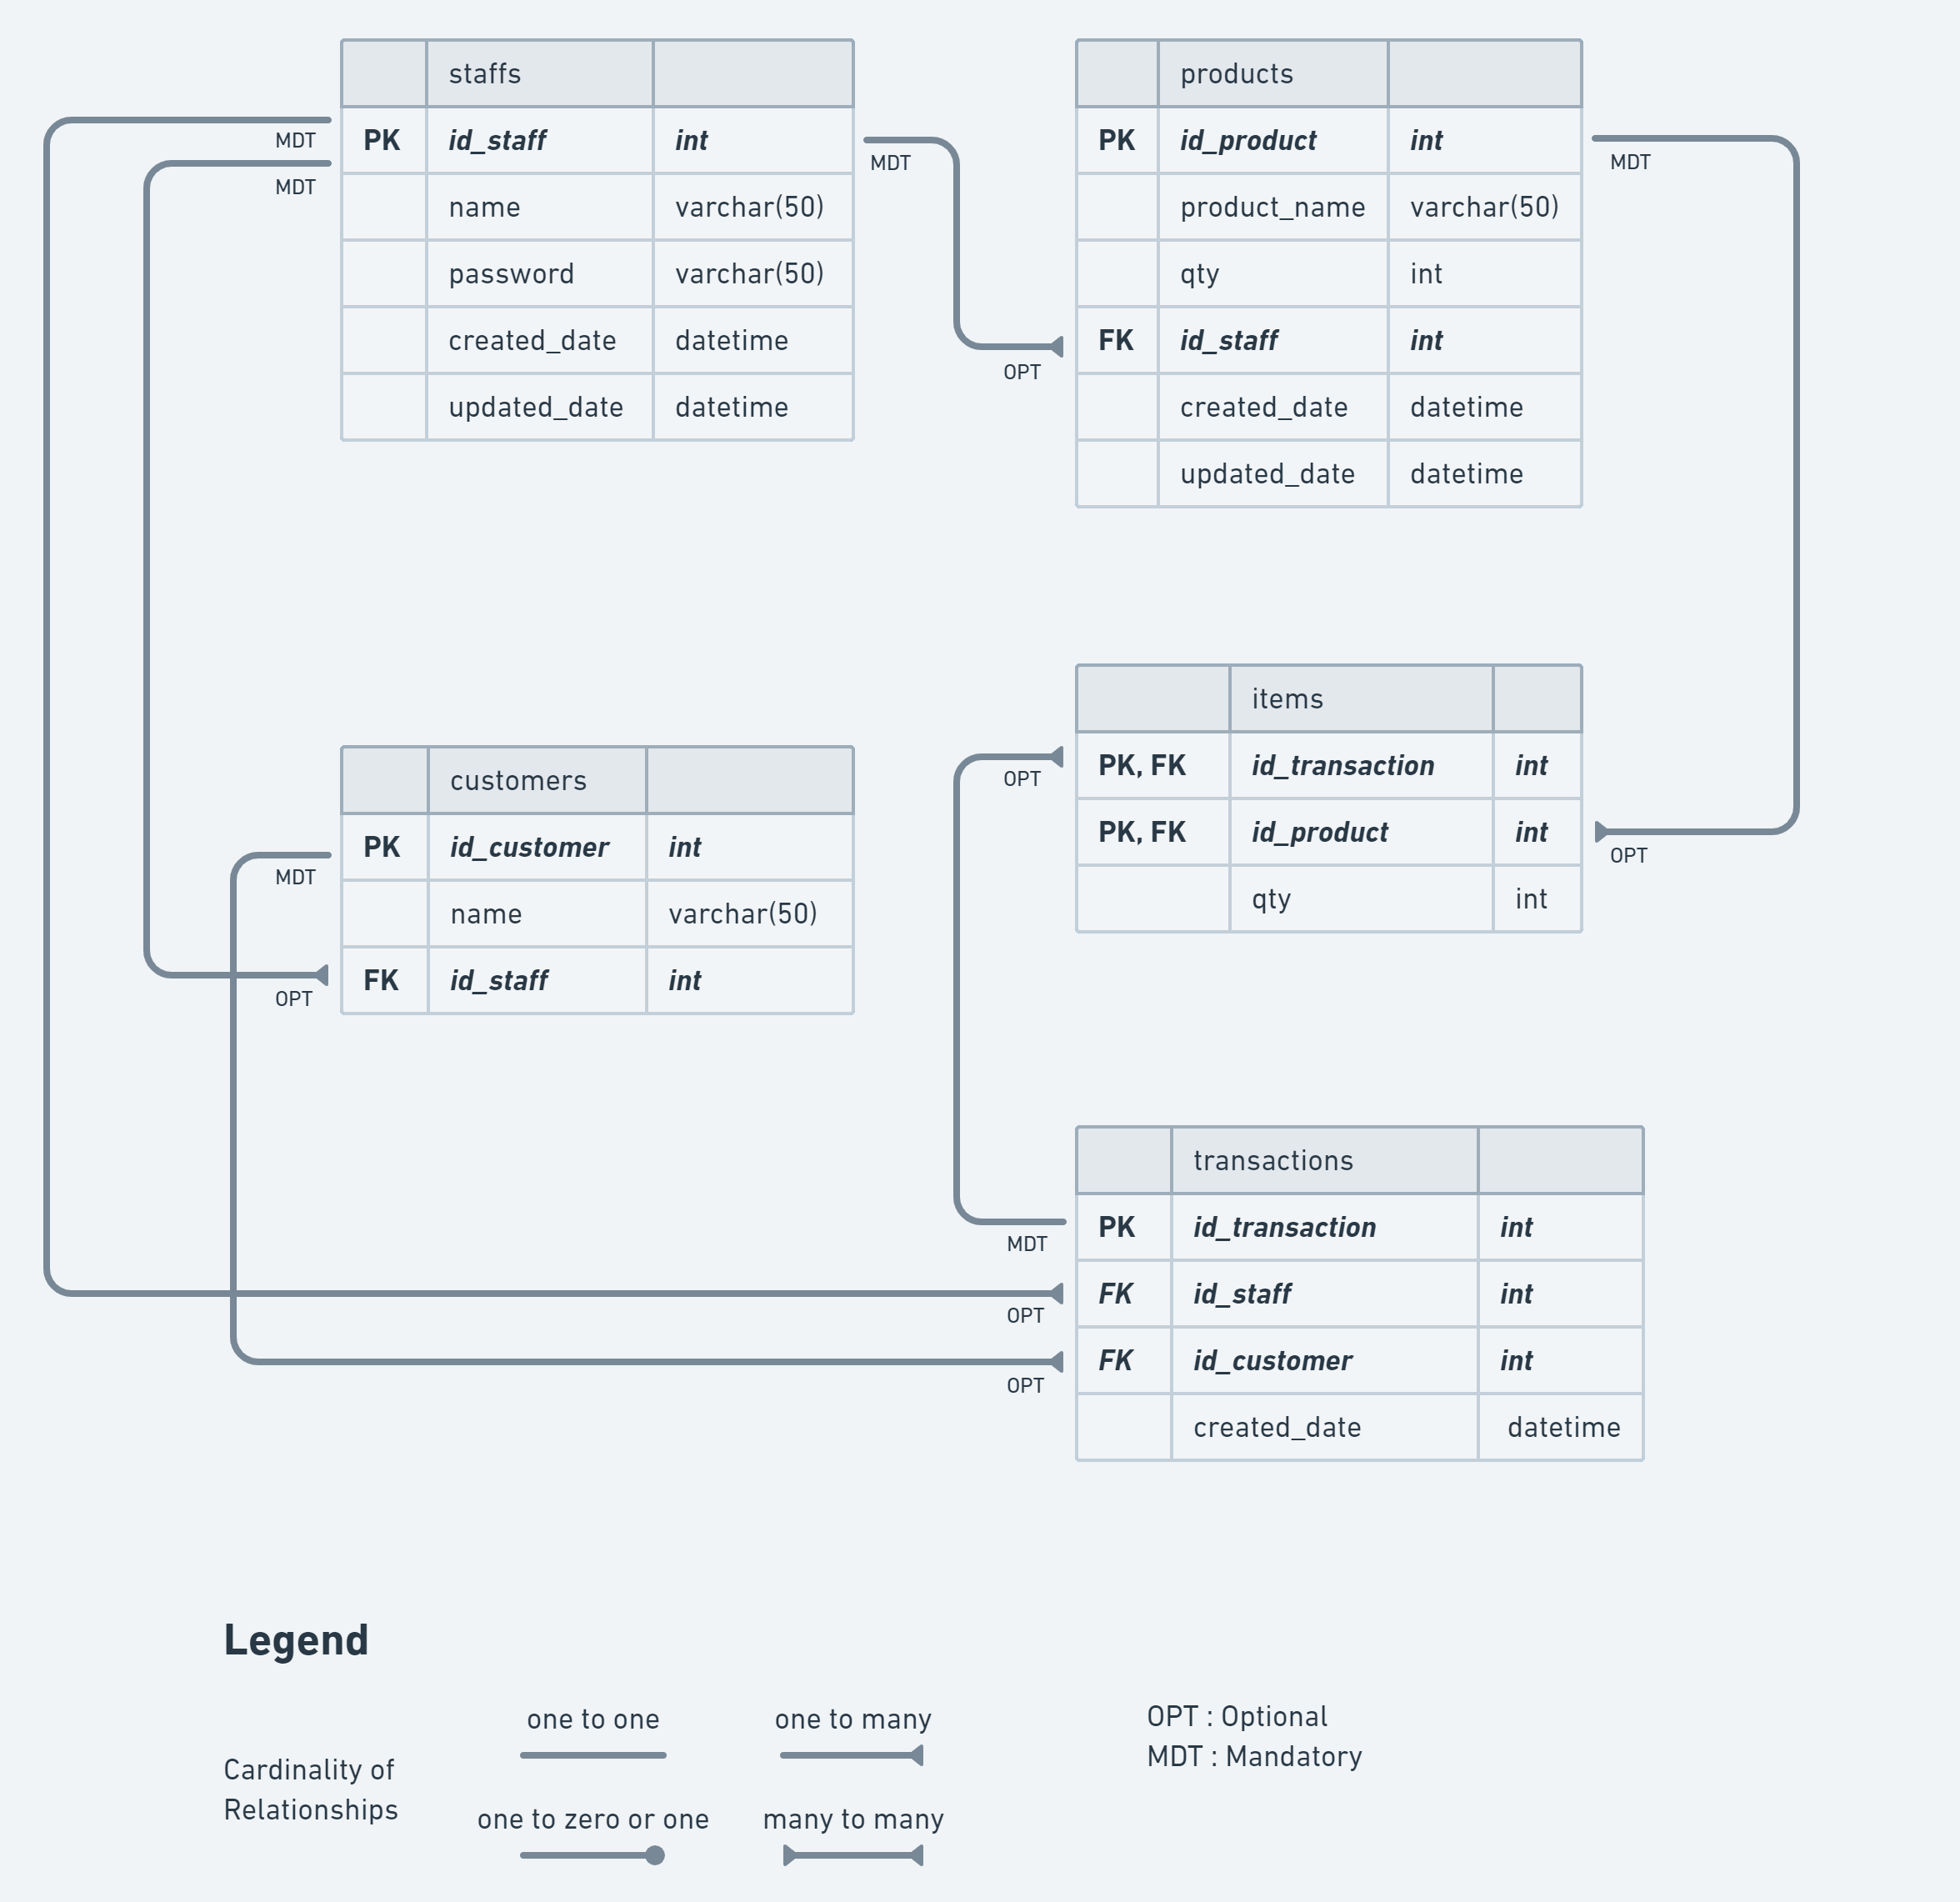 staffs
MDT
PK id_staff int
MDT
MDT
name varchar(50)
password varchar(50)
created_date datetime
updated_date datetime
products
PK id_product int
MDT
product_name varchar(50)
qty int
FK id_staff int
OPT
created_date datetime
updated_date datetime
items
PK, FK id_transaction int
OPT
PK, FK id_product int
OPT
qty int
customers
PK id_customer int
MDT
name varchar(50)
FK id_staff int
OPT
transactions
PK id_transaction int
MDT
FK id_staff int
OPT
FK id_customer int
OPT
created_date datetime
Legend
Cardinality of
Relationships
one to one
one to many
one to zero or one
many to many
OPT : Optional
MDT : Mandatory